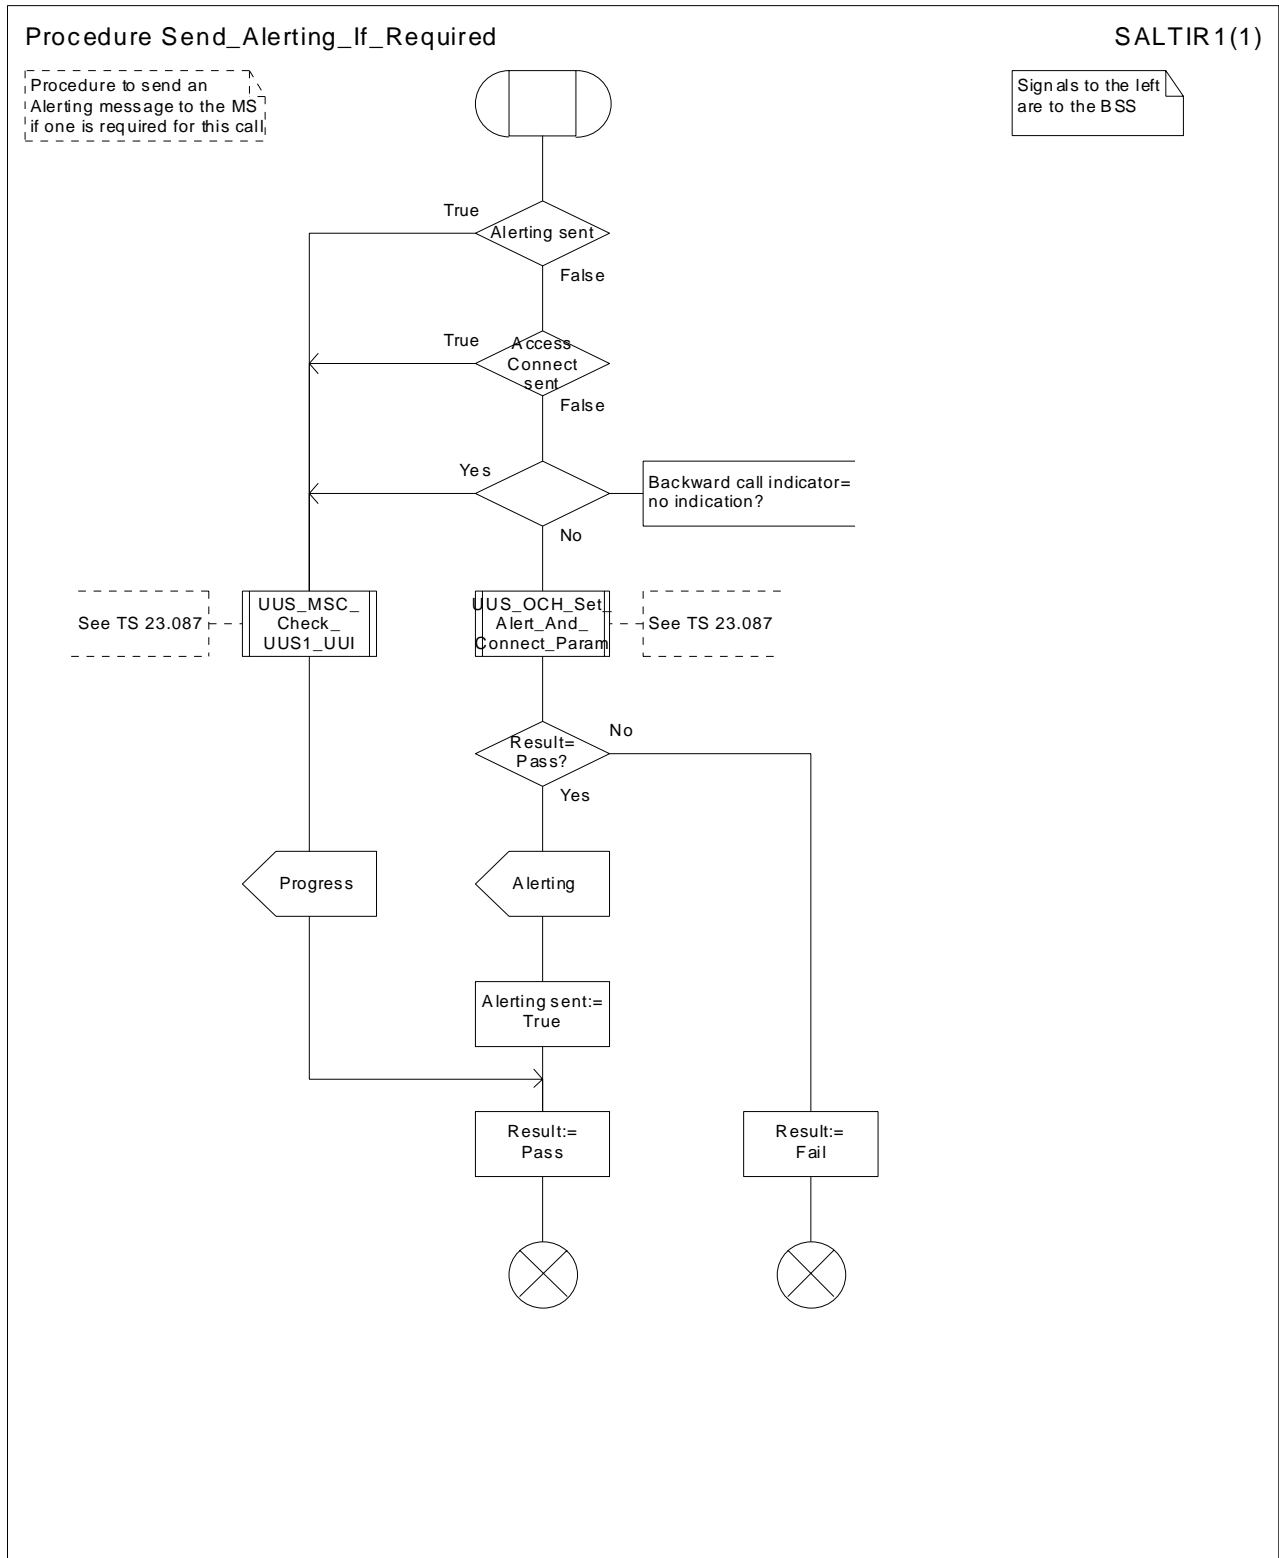 Procedure Send_Alerting_If_Required
SALTIR1(1)
Procedure to send an
Alerting message to the MS
if one is required for this call
Signals to the left
are to the BSS
True
Alerting sent
False
True
Access
Connect
sent
False
Yes
Backward call indicator=
no indication?
No
See TS 23.087
UUS_MSC_
Check_
UUS1_UUI
UUS_OCH_Set_
Alert_And_
Connect_Param
See TS 23.087
Result=
Pass?
No
Yes
Progress
Alerting
Alerting sent:=
True
Result:=
Pass
Result:=
Fail